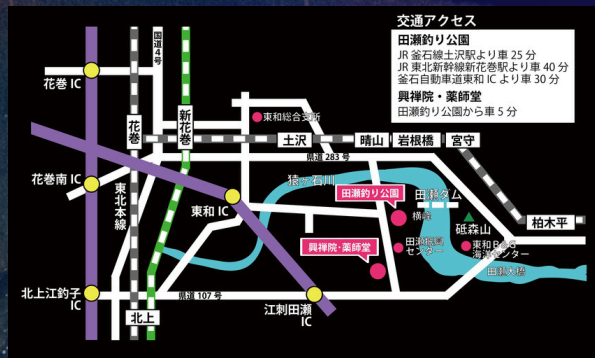 交通アクセス
田瀬釣り公園
JR 釜石線土沢駅より車 25 分
JR 東北新幹線新花巻駅より車 40 分
釜石自動車道東和 IC より車 30 分
興禅院・薬師堂
田瀬釣り公園から車 5 分
国道4号
花巻 IC
花巻
新花巻
東和総合支所
土沢
晴山
岩根橋
宮守
県道 283 号
花巻南 IC
東北本線
猿ヶ石川
田瀬釣り公園
田瀬ダム
東和 IC
横峠
砥森山
柏木平
田瀬振興
センター
東和B&G
海洋センター
興禅院・薬師堂
田瀬大橋
北上江釣子
IC
県道 107 号
北上
江刺田瀬
IC